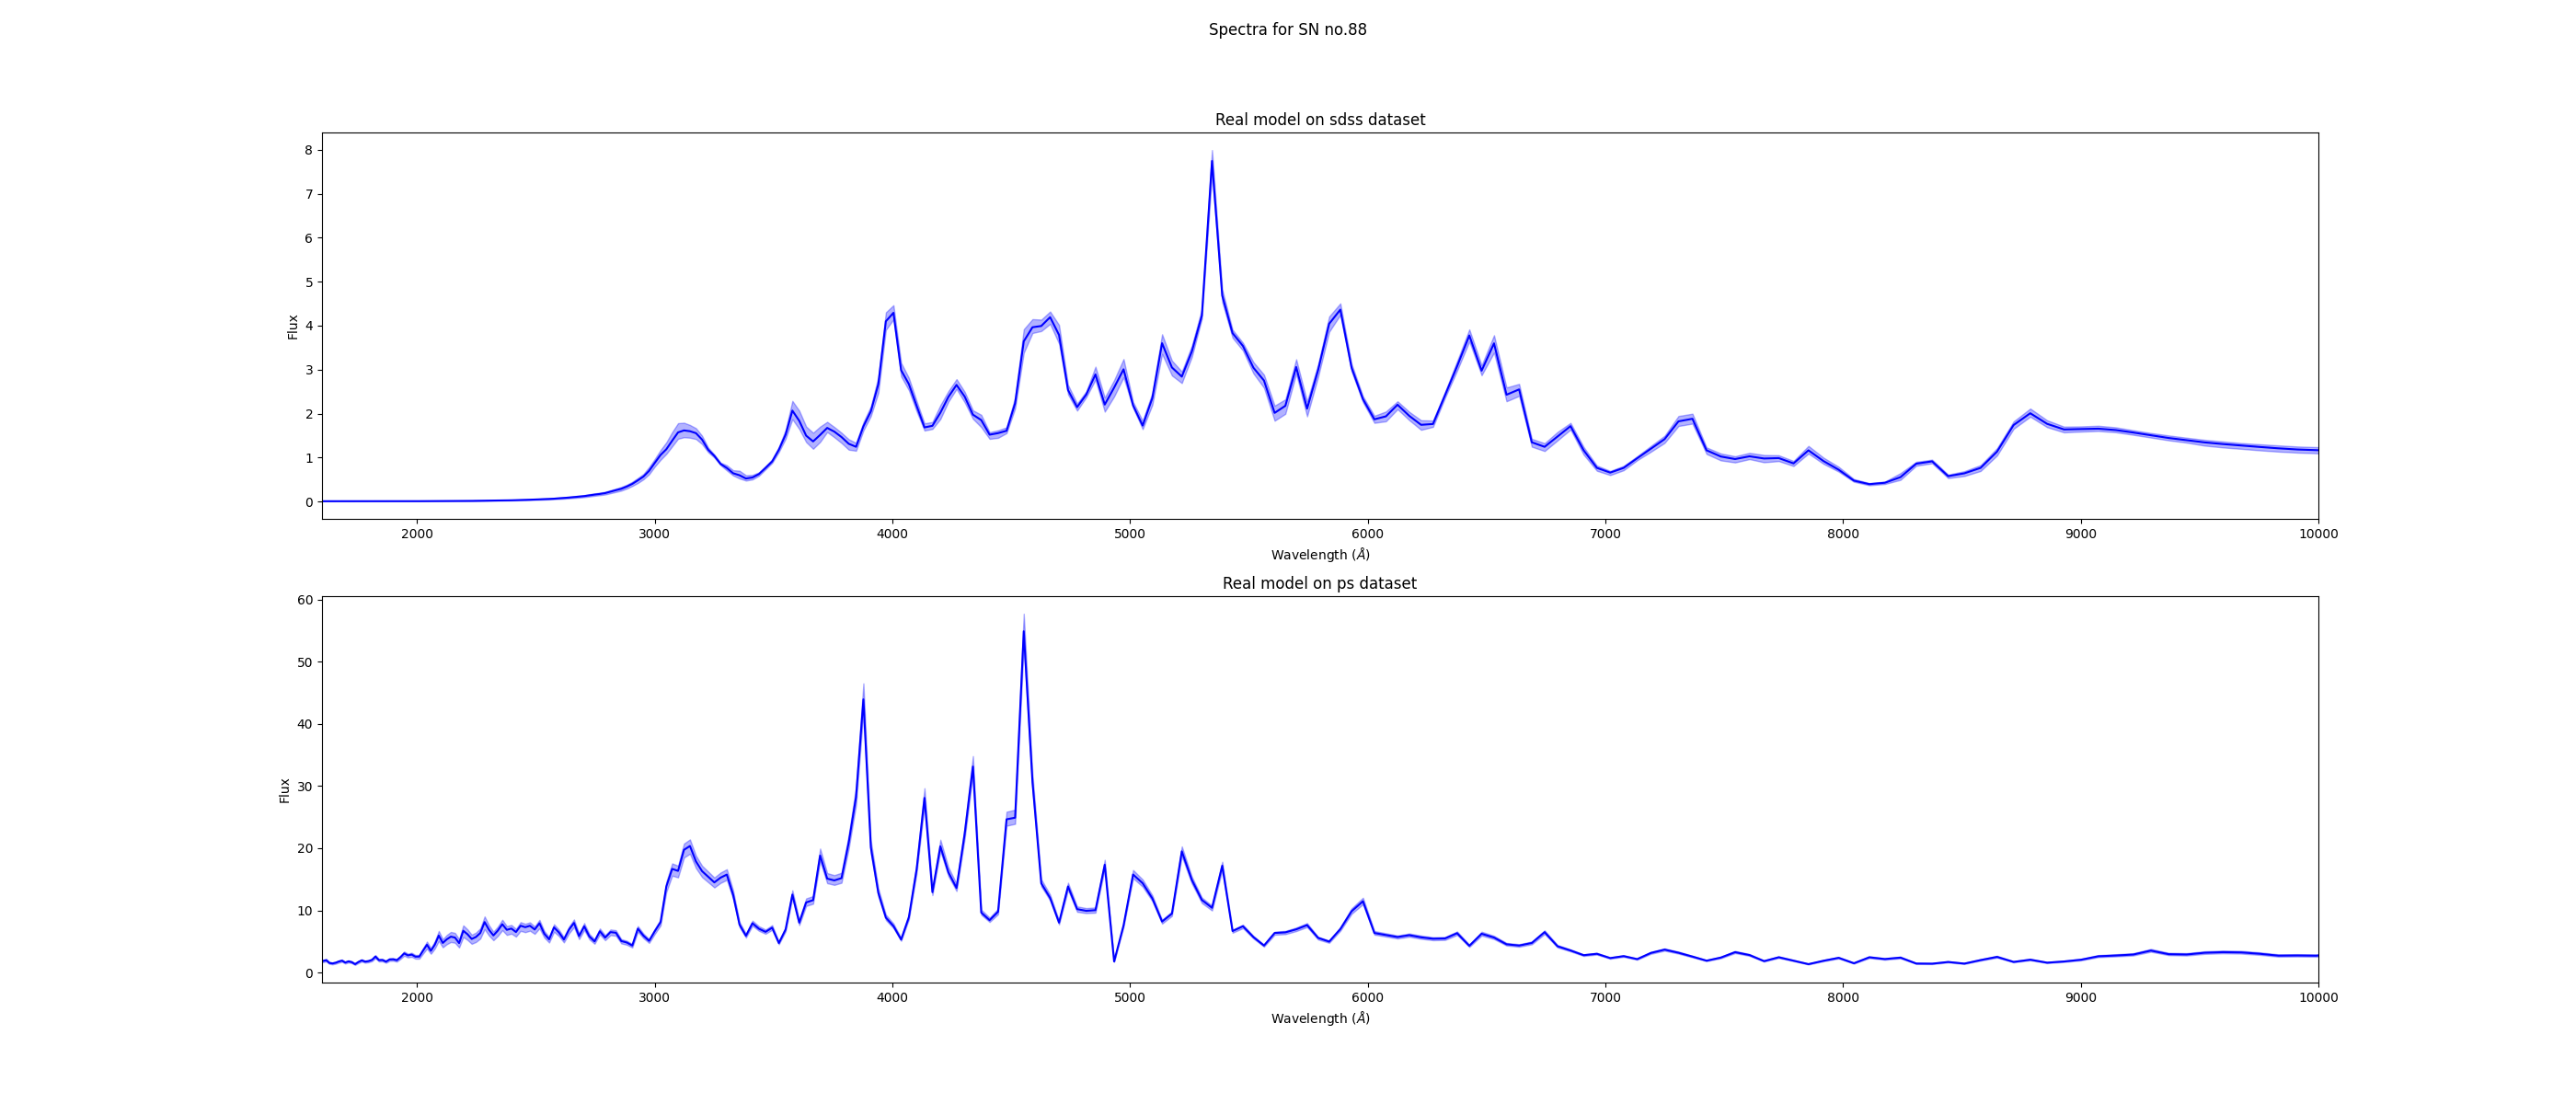 Spectra for SN no.88
Real model on sdss dataset
8
7
6
5
4
3
2
1
0
Flux
2000 3000 4000 5000 6000 7000 8000 9000 10000
Wavelength (Å)
Real model on ps dataset
60
50
40
30
20
10
0
Flux
2000 3000 4000 5000 6000 7000 8000 9000 10000
Wavelength (Å)